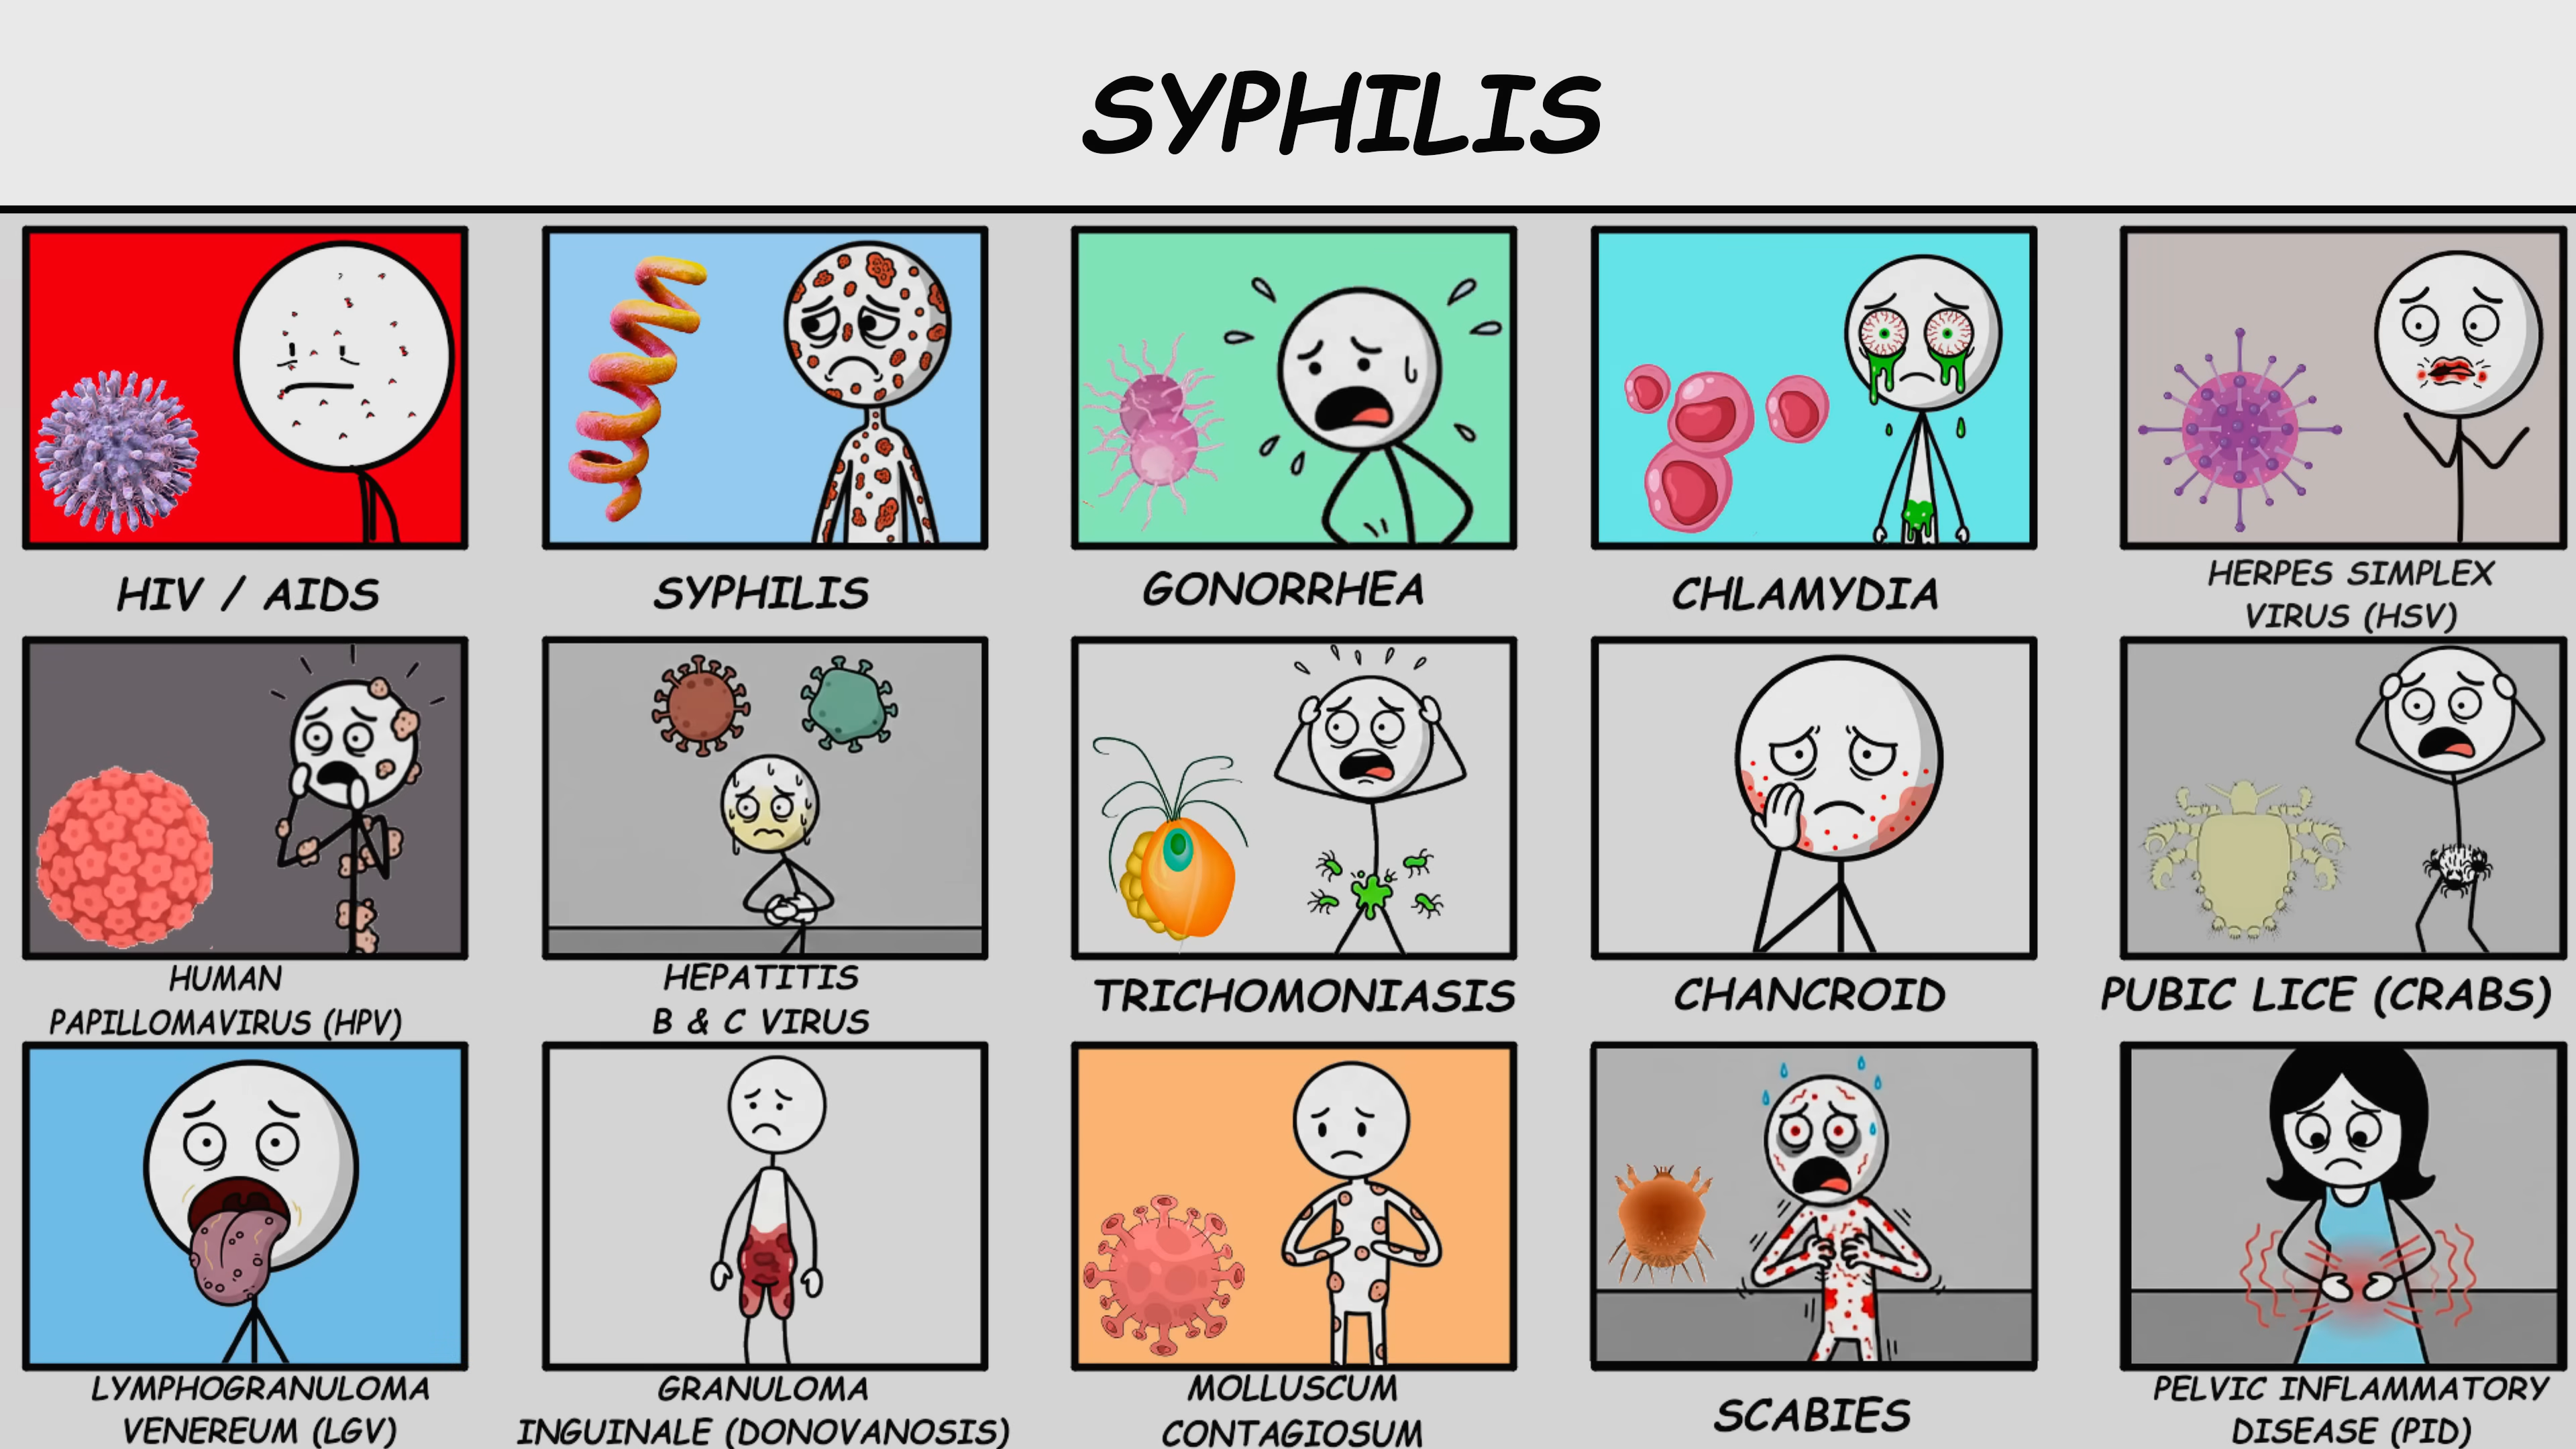 SYPHILIS
HIV / AIDS
SYPHILIS
GONORRHEA
CHLAMYDIA
HERPES SIMPLEX
VIRUS (HSV)
HUMAN
PAPILLOMAVIRUS (HPV)
HEPATITIS
B & C VIRUS
TRICHOMONIASIS
CHANCROID
PUBIC LICE (CRABS)
LYMPHOGRANULOMA
VENEREUM (LGV)
GRANULOMA
INGUINALE (DONOVANOSIS)
MOLLUSCUM
CONTAGIOSUM
SCABIES
PELVIC INFLAMMATORY
DISEASE (PID)